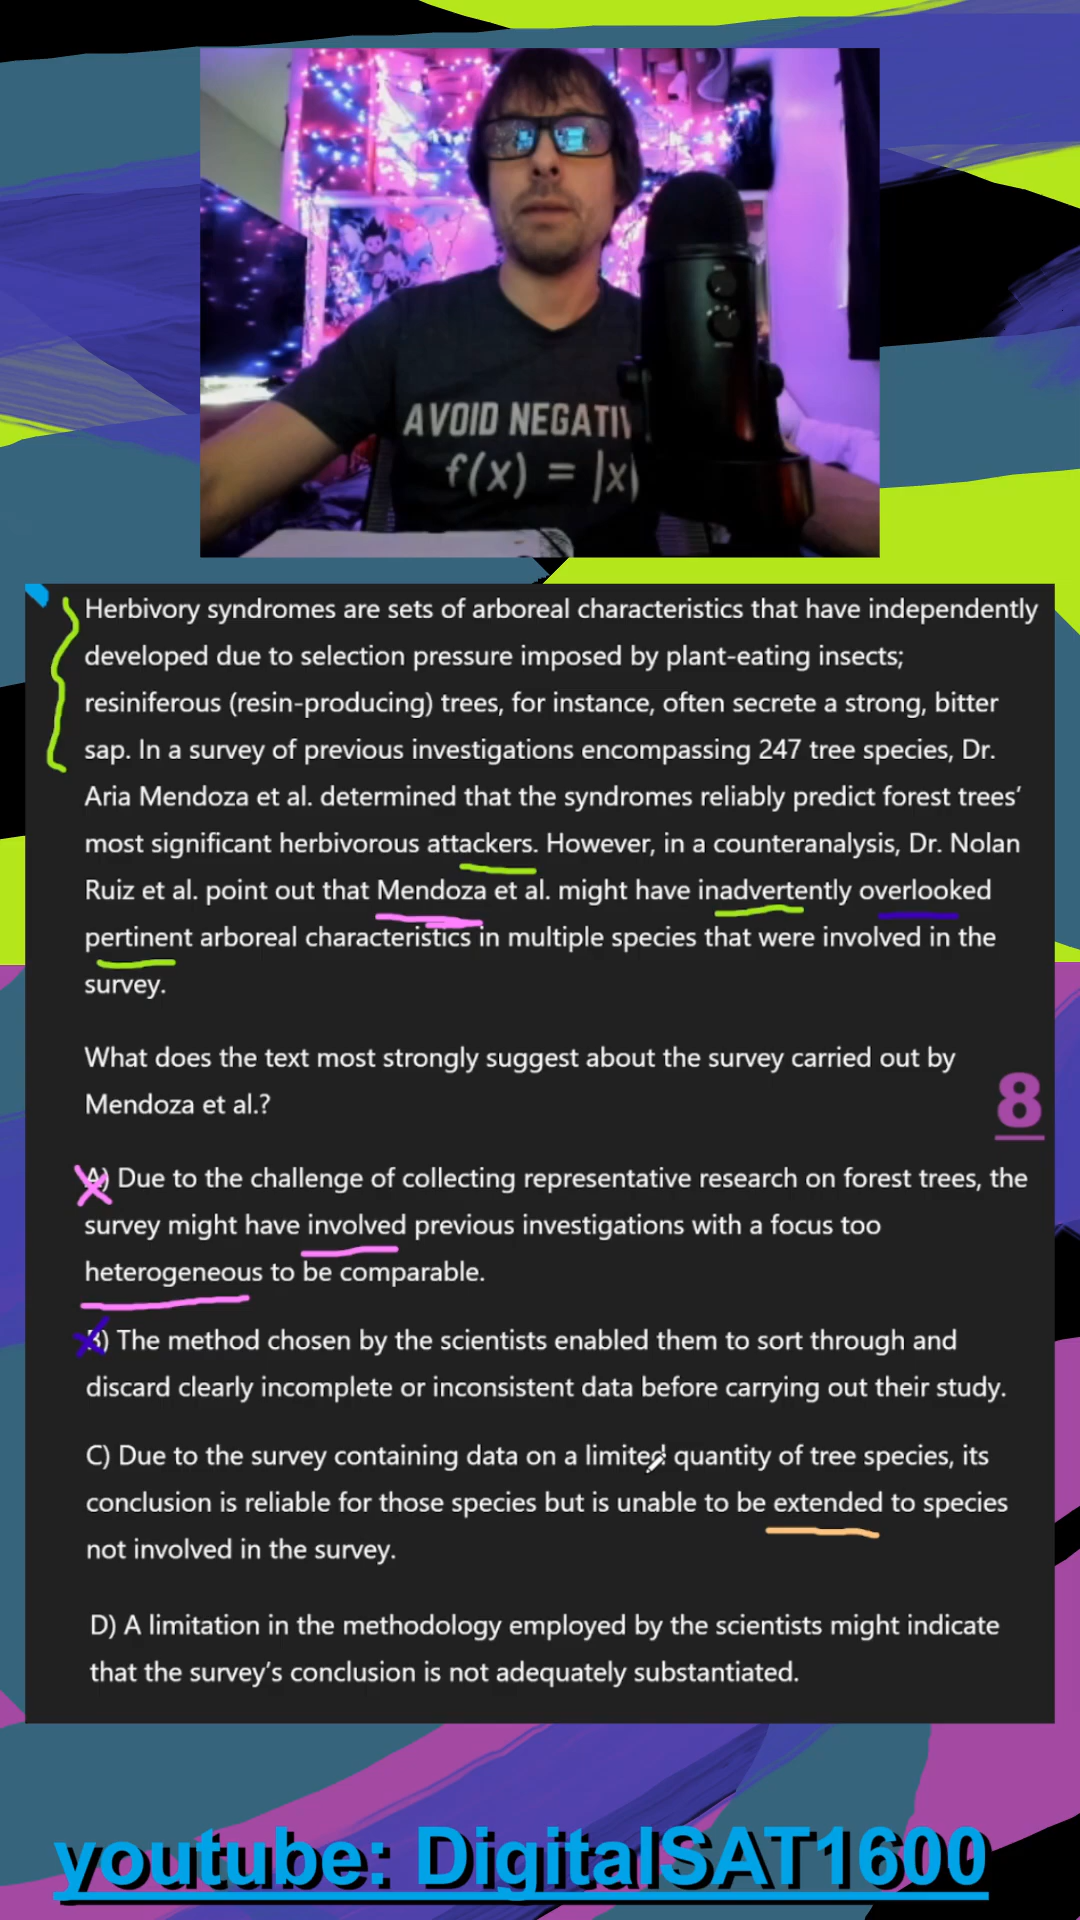 AVOID NEGATIV
f(x) = |x|
Herbivory syndromes are sets of arboreal characteristics that have independently
developed due to selection pressure imposed by plant-eating insects;
resiniferous (resin-producing) trees, for instance, often secrete a strong, bitter
sap. In a survey of previous investigations encompassing 247 tree species, Dr.
Aria Mendoza et al. determined that the syndromes reliably predict forest trees’
most significant herbivorous attackers. However, in a counteranalysis, Dr. Nolan
Ruiz et al. point out that Mendoza et al. might have inadvertently overlooked
pertinent arboreal characteristics in multiple species that were involved in the
survey.
What does the text most strongly suggest about the survey carried out by
Mendoza et al.?
8
A) Due to the challenge of collecting representative research on forest trees, the
survey might have involved previous investigations with a focus too
heterogeneous to be comparable.
B) The method chosen by the scientists enabled them to sort through and
discard clearly incomplete or inconsistent data before carrying out their study.
C) Due to the survey containing data on a limited quantity of tree species, its
conclusion is reliable for those species but is unable to be extended to species
not involved in the survey.
D) A limitation in the methodology employed by the scientists might indicate
that the survey’s conclusion is not adequately substantiated.
youtube: DigitalSAT1600